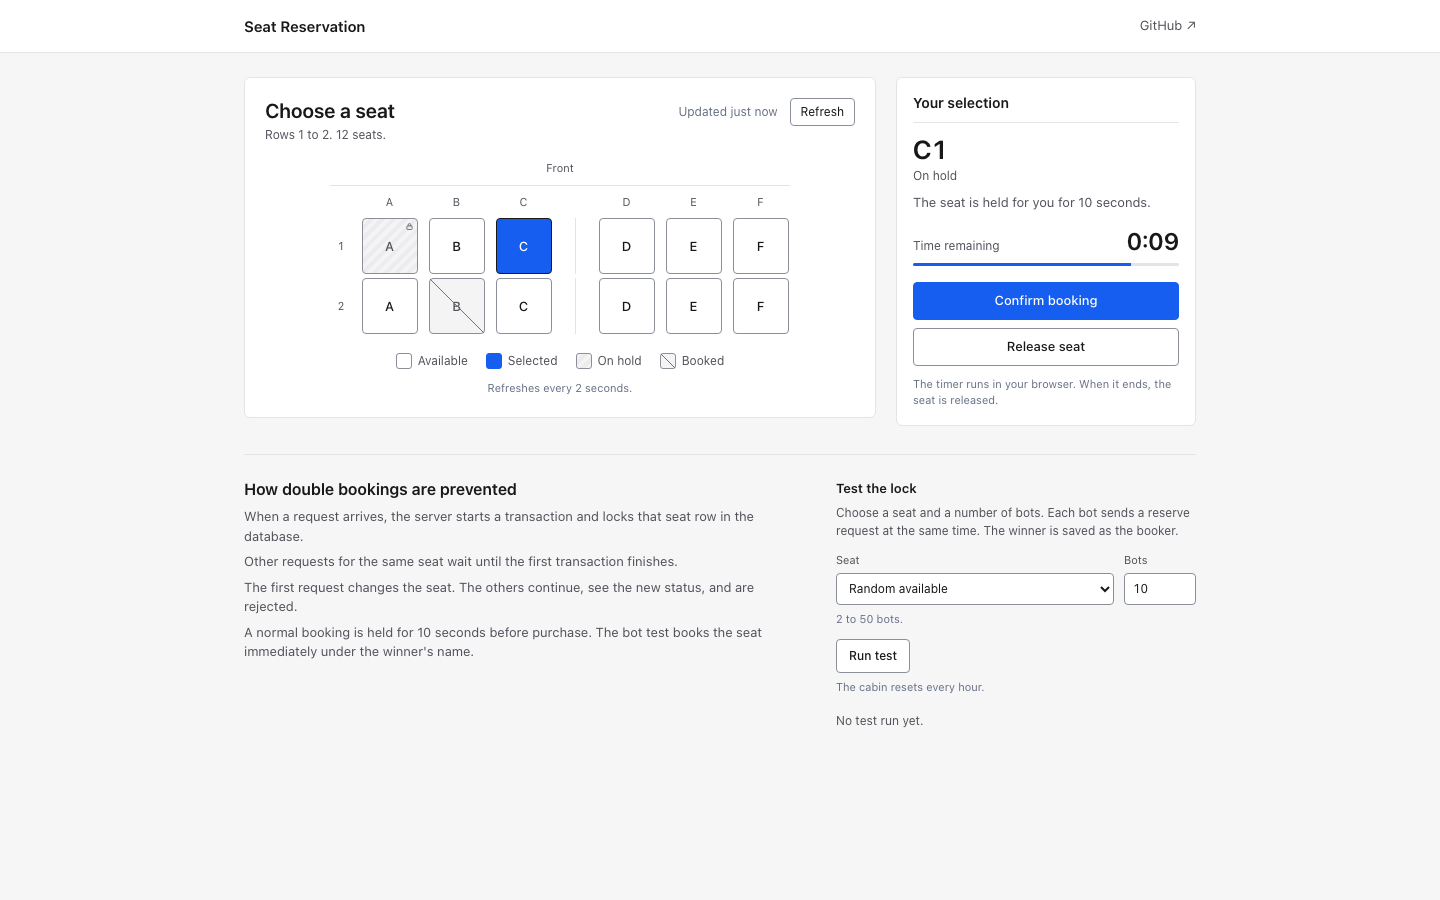 Seat Reservation
GitHub ↗
Choose a seat
Updated just now
Refresh
Rows 1 to 2. 12 seats.
Front
A B C D E F
1 A B C D E F
2 A B C D E F
Available Selected On hold Booked
Refreshes every 2 seconds.
Your selection
C1
On hold
The seat is held for you for 10 seconds.
Time remaining 0:09
Confirm booking
Release seat
The timer runs in your browser. When it ends, the
seat is released.
How double bookings are prevented
When a request arrives, the server starts a transaction and locks that seat row in the
database.
Other requests for the same seat wait until the first transaction finishes.
The first request changes the seat. The others continue, see the new status, and are
rejected.
A normal booking is held for 10 seconds before purchase. The bot test books the seat
immediately under the winner's name.
Test the lock
Choose a seat and a number of bots. Each bot sends a reserve
request at the same time. The winner is saved as the booker.
Seat Bots
Random available 10
2 to 50 bots.
Run test
The cabin resets every hour.
No test run yet.